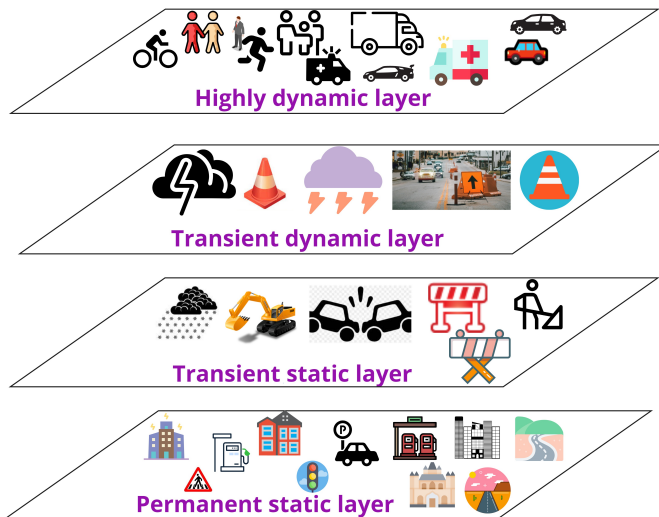 Highly dynamic layer
Transient dynamic layer
Transient static layer
P
Permanent static layer